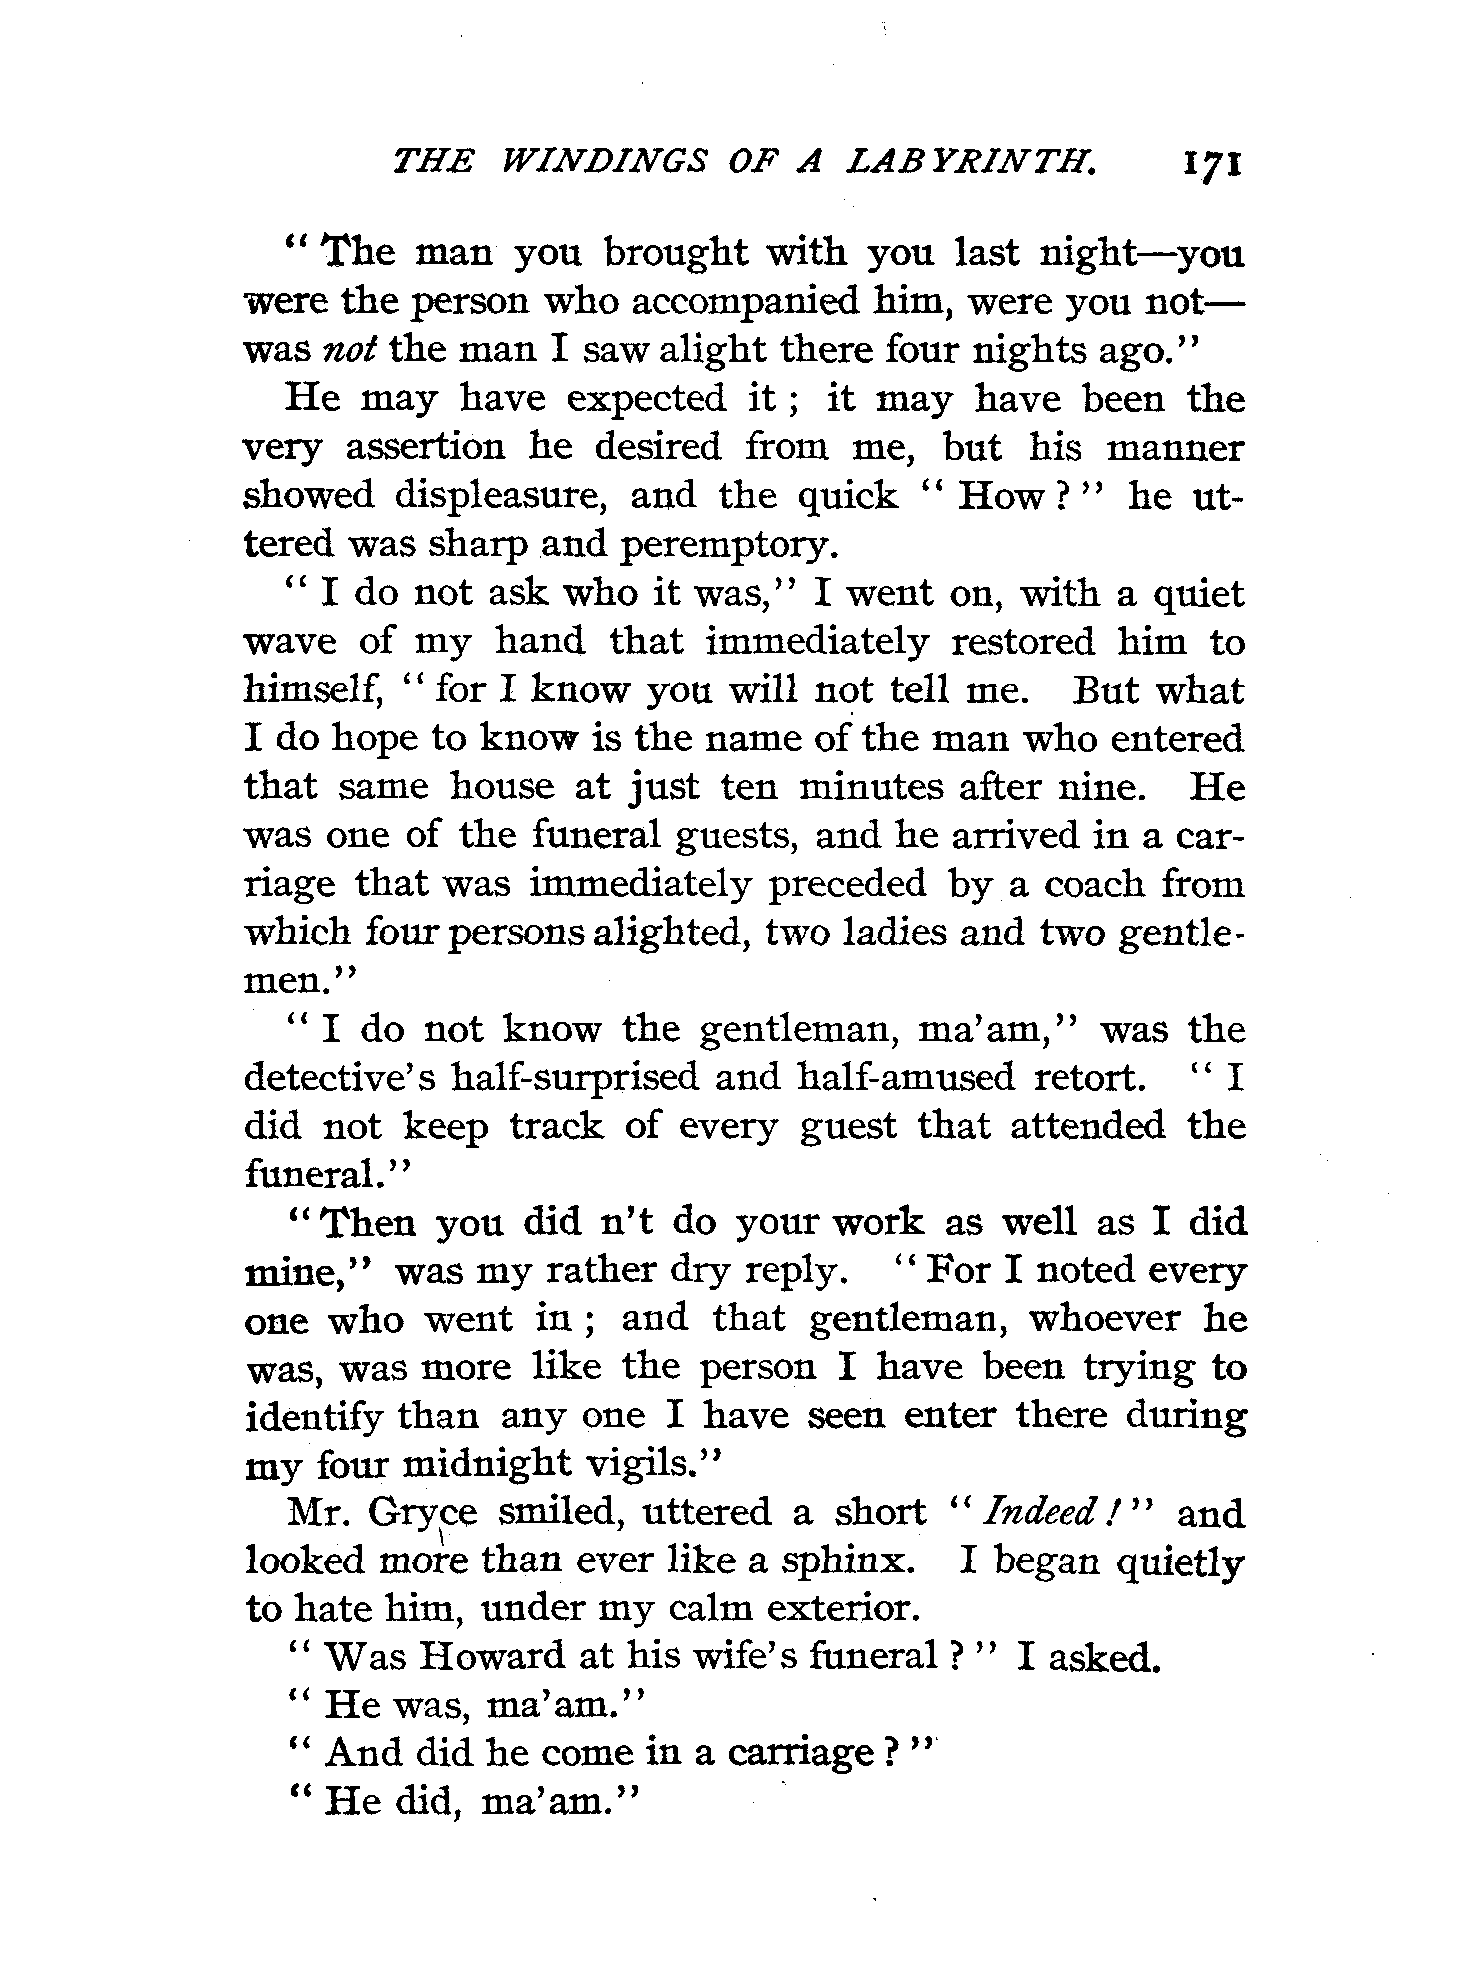 THE WINDINGS OF A LABYRINTH. 171
" The man you brought with you last night—you
were the person who accompanied him, were you not—
was not the man I saw alight there four nights ago."
He may have expected it ; it may have been the
very assertion he desired from me, but his manner
showed displeasure, and the quick " How ? " he ut-
tered was sharp and peremptory.
" I do not ask who it was," I went on, with a quiet
wave of my hand that immediately restored him to
himself, " for I know you will not tell me. But what
I do hope to know is the name of the man who entered
that same house at just ten minutes after nine. He
was one of the funeral guests, and he arrived in a car-
riage that was immediately preceded by a coach from
which four persons alighted, two ladies and two gentle-
men."
" I do not know the gentleman, ma'am," was the
detective's half-surprised and half-amused retort. " I
did not keep track of every guest that attended the
funeral."
" Then you did n't do your work as well as I did
mine," was my rather dry reply. " For I noted every
one who went in ; and that gentleman, whoever he
was, was more like the person I have been trying to
identify than any one I have seen enter there during
my four midnight vigils."
Mr. Gryce smiled, uttered a short " Indeed ! " and
looked more than ever like a sphinx. I began quietly
to hate him, under my calm exterior.
" Was Howard at his wife's funeral ? " I asked.
" He was, ma'am."
" And did he come in a carriage ? "
" He did, ma'am."